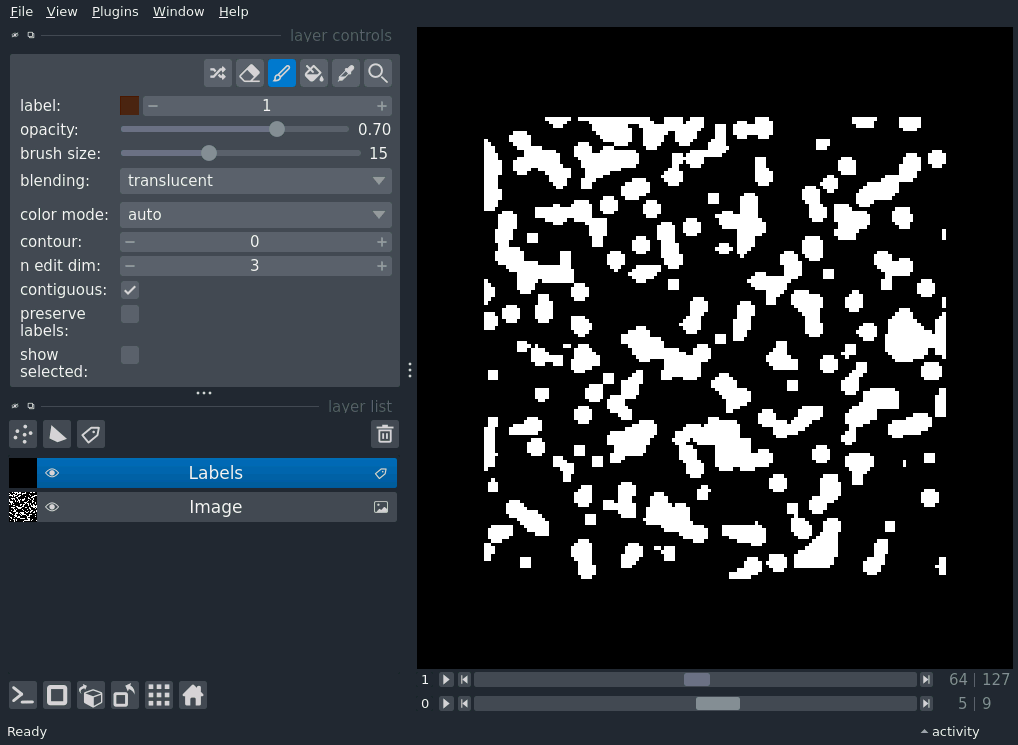 File View Plugins Window Help
layer controls
label: 1
opacity: 0.70
brush size: 15
blending: translucent
color mode: auto
contour: 0
n edit dim: 3
contiguous:
preserve
labels:
show
selected:
layer list
Labels
Image
1 64 | 127
0 5 | 9
Ready activity